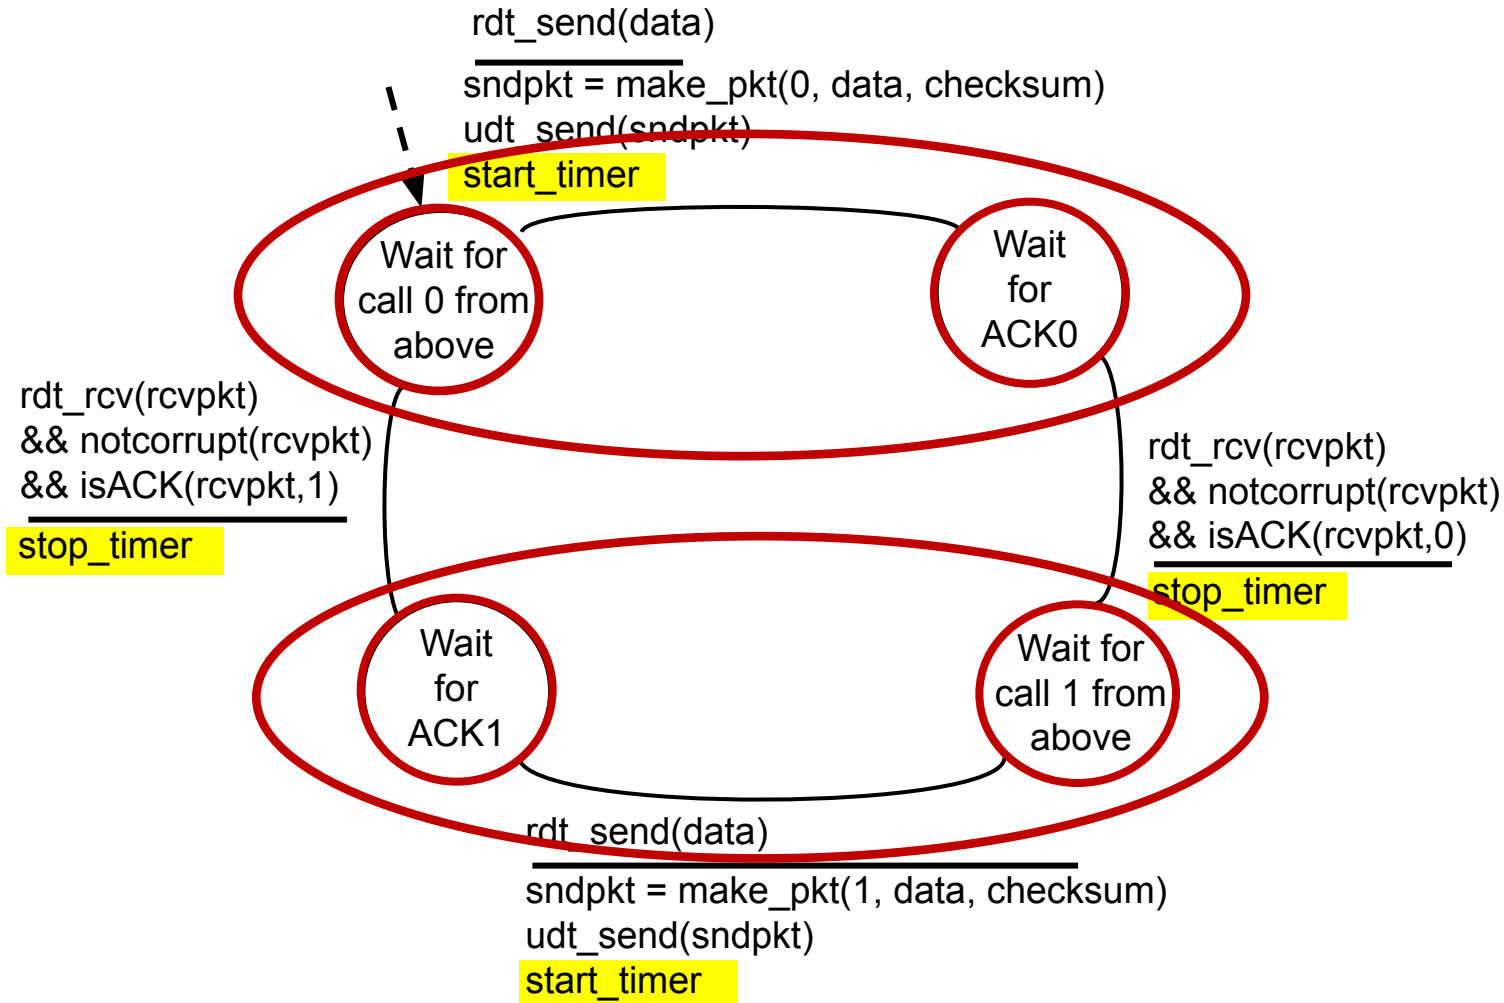 rdt_send(data)
sndpkt = make_pkt(0, data, checksum)
udt_send(sndpkt)
start_timer
Wait for
call 0 from
above
Wait
for
ACK0
rdt_rcv(rcvpkt)
&& notcorrupt(rcvpkt)
&& isACK(rcvpkt,1)
stop_timer
rdt_rcv(rcvpkt)
&& notcorrupt(rcvpkt)
&& isACK(rcvpkt,0)
stop_timer
Wait
for
ACK1
Wait for
call 1 from
above
rdt_send(data)
sndpkt = make_pkt(1, data, checksum)
udt_send(sndpkt)
start_timer